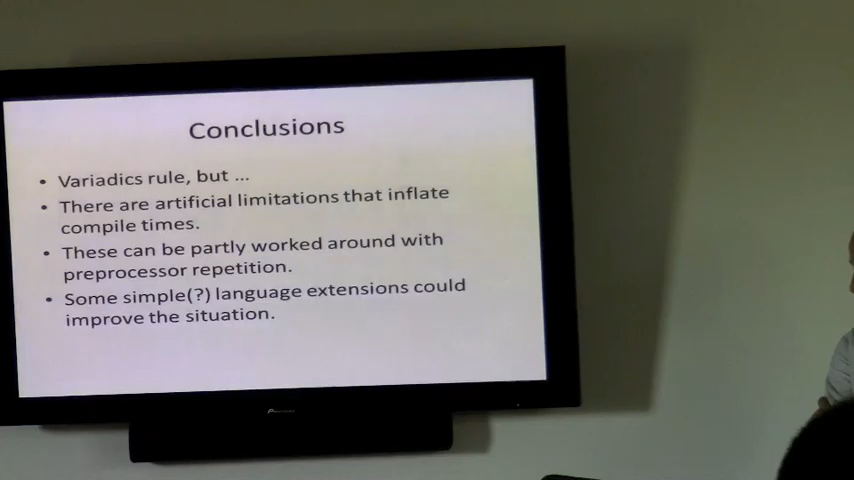 Conclusions
• Variadics rule, but ...
• There are artificial limitations that inflate
compile times.
• These can be partly worked around with
preprocessor repetition.
• Some simple(?) language extensions could
improve the situation.